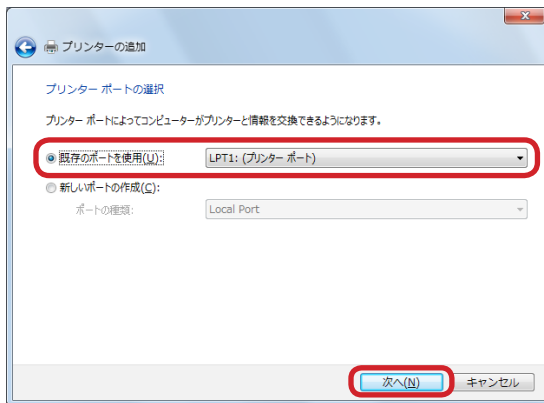 プリンターの追加
プリンター ポートの選択
プリンター ポートによってコンピューターがプリンターと情報を交換できるようになります。
既存のポートを使用(U): LPT1: (プリンター ポート)
新しいポートの作成(C):
ポートの種類: Local Port
次へ(N) キャンセル